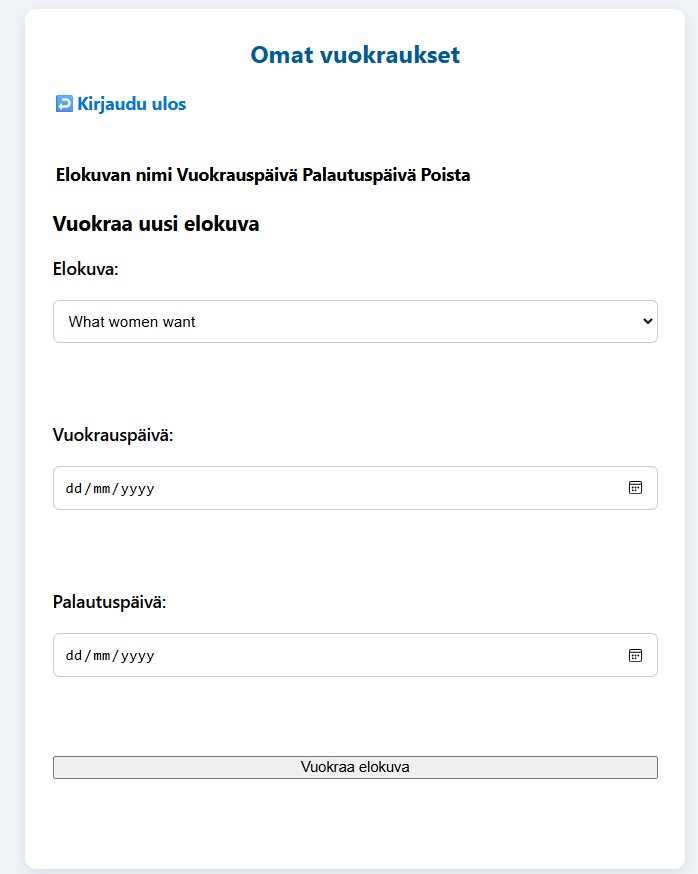 Omat vuokraukset
Kirjaudu ulos
Elokuvan nimi Vuokrauspäivä Palautuspäivä Poista
Vuokraa uusi elokuva
Elokuva:
What women want
Vuokrauspäivä:
dd/mm/yyyy
Palautuspäivä:
dd/mm/yyyy
Vuokraa elokuva